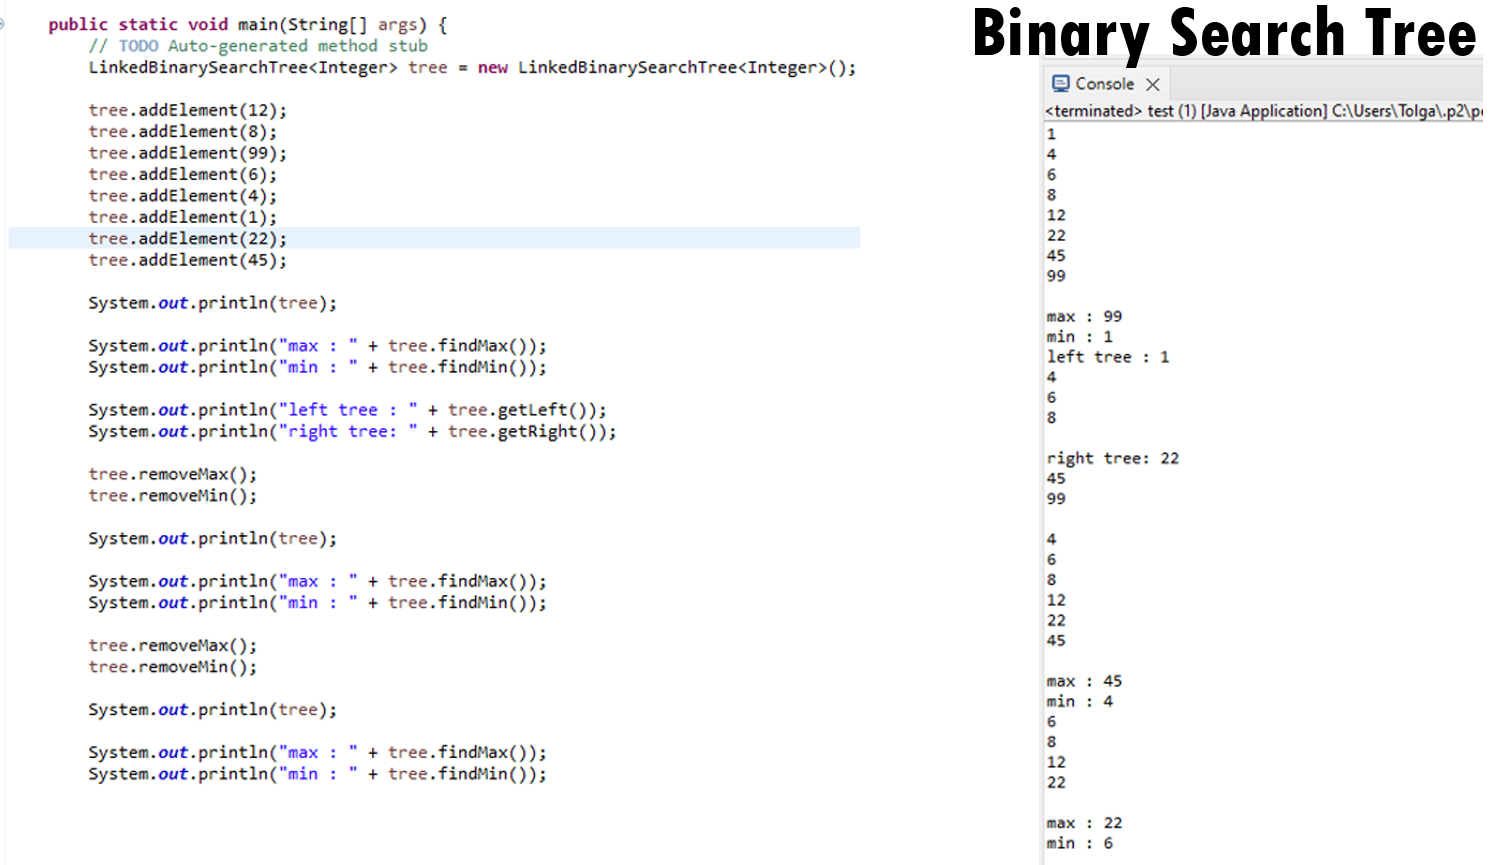 Binary Search Tree
public static void main(String[] args) {
// TODO Auto-generated method stub
LinkedBinarySearchTree<Integer> tree = new LinkedBinarySearchTree<Integer>();
tree.addElement(12);
tree.addElement(8);
tree.addElement(99);
tree.addElement(6);
tree.addElement(4);
tree.addElement(1);
tree.addElement(22);
tree.addElement(45);
System.out.println(tree);
System.out.println("max : " + tree.findMax());
System.out.println("min : " + tree.findMin());
System.out.println("left tree : " + tree.getLeft());
System.out.println("right tree: " + tree.getRight());
tree.removeMax();
tree.removeMin();
System.out.println(tree);
System.out.println("max : " + tree.findMax());
System.out.println("min : " + tree.findMin());
tree.removeMax();
tree.removeMin();
System.out.println(tree);
System.out.println("max : " + tree.findMax());
System.out.println("min : " + tree.findMin());
Console
<terminated> test (1) [Java Application] C:\Users\Tolga\.p2\p
1
4
6
8
12
22
45
99
max : 99
min : 1
left tree : 1
4
6
8
right tree: 22
45
99
4
6
8
12
22
45
max : 45
min : 4
6
8
12
22
max : 22
min : 6